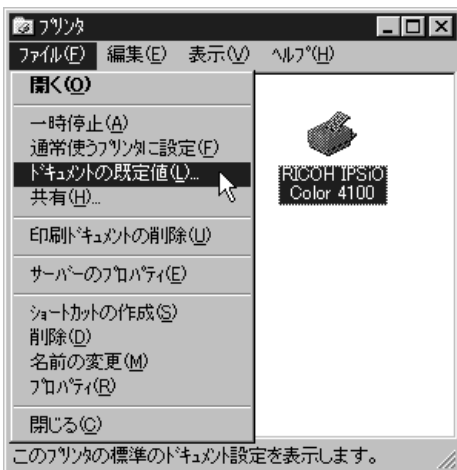 プリンタ
ファイル(F) 編集(E) 表示(V) ヘルプ(H)
開く(O)
一時停止(A)
通常使うプリンタに設定(F)
ドキュメントの既定値(L)...
共有(H)...
印刷ドキュメントの削除(U)
サーバーのプロパティ(E)
ショートカットの作成(S)
削除(D)
名前の変更(M)
プロパティ(R)
閉じる(C)
RICOH IPSiO
Color 4100
このプリンタの標準のドキュメント設定を表示します。